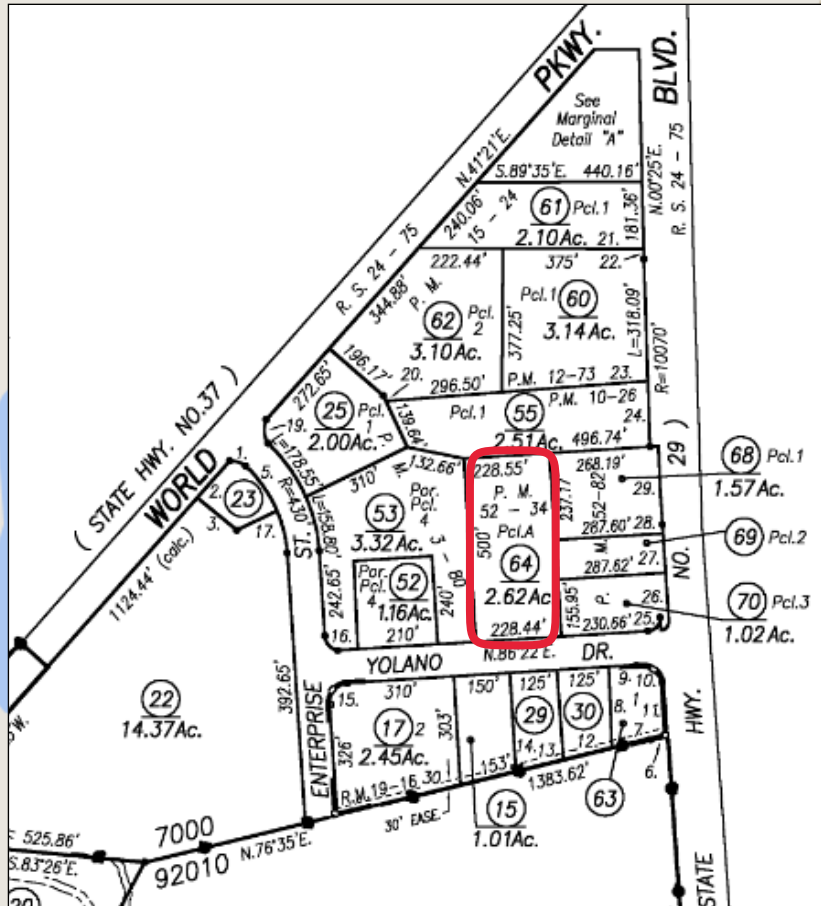 PKWY.
BLVD.
See
Marginal
Detail "A"
N.41°21'E.
S.89°35'E. 440.16'
N.00°25'E.
R. S. 24 - 75
240.06'
15 - 24
61 Pcl.1
2.10Ac. 21.
181.36'
R. S. 24 - 75
222.44'
375' 22.
344.88'
P. M.
62 Pcl.
2
3.10Ac.
377.25'
Pcl.1 60
3.14Ac.
L=318.09'
R=10070'
196.17'
20.
296.50'
P.M. 12-73 23.
272.65'
19.
25 Pcl.
1
2.00Ac.
P. M.
139.64'
Pcl.1 55
2.51Ac.
P.M. 10-26
24.
496.74'
( STATE HWY. NO.37 )
WORLD
1.
2.
23
3.
5.
17.
L=178.55'
R=430'
L=158.80'
310'
132.66'
228.55'
P. M.
52 - 34
Pcl.A
64
2.62Ac
500'
228.44'
268.19'
237.17
52-82
29.
68 Pcl.1
1.57Ac.
287.60' 28.
M.
69 Pcl.2
287.62' 27.
P.
26.
155.95'
230.66' 25.
70 Pcl.3
1.02Ac.
29 )
NO.
Por.
Pcl.
4
53
3.32Ac.
3 - 80
Por.
Pcl.
4
52
1.16Ac.
240'
242.65'
210'
16.
ST.
1124.44' (calc.)
YOLANO DR.
N.86°22'E.
22
14.37Ac.
392.65'
ENTERPRISE
15.
310'
17 2
2.45Ac.
326'
303'
150'
125'
29
125'
30
9. 10.
8. 1
11.
7.
6.
12.
13.
14.
153'
R.M.19-16
30
1383.62'
63
15
1.01Ac.
30' EASE.
HWY.
STATE
525.86'
S.83°26'E.
7000
92010
N.76°35'E.